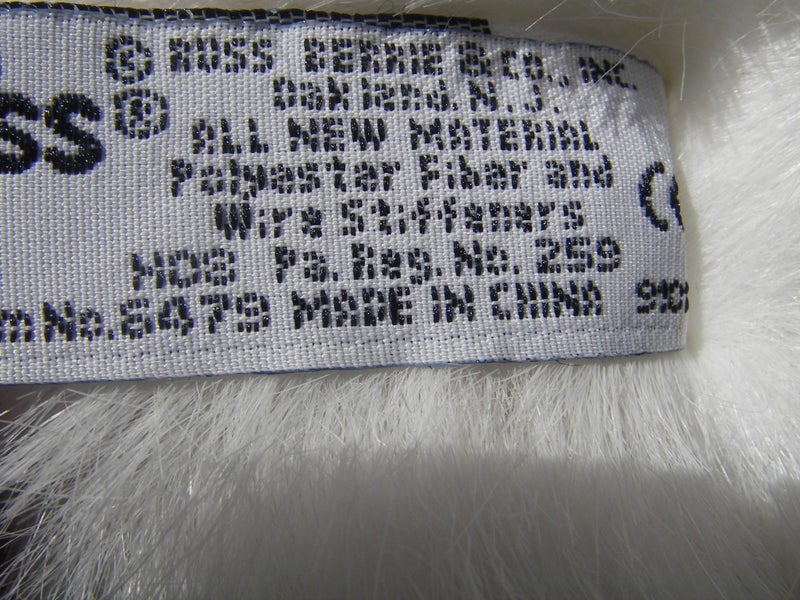 © RUSS BERRIE & CO., INC.
SS®
Oakland. N.J.
ALL NEW MATERIAL
Polyester Fiber and
Wire Stiffeners
Pa. Reg. No. 259
m No. 6479 MADE IN CHINA